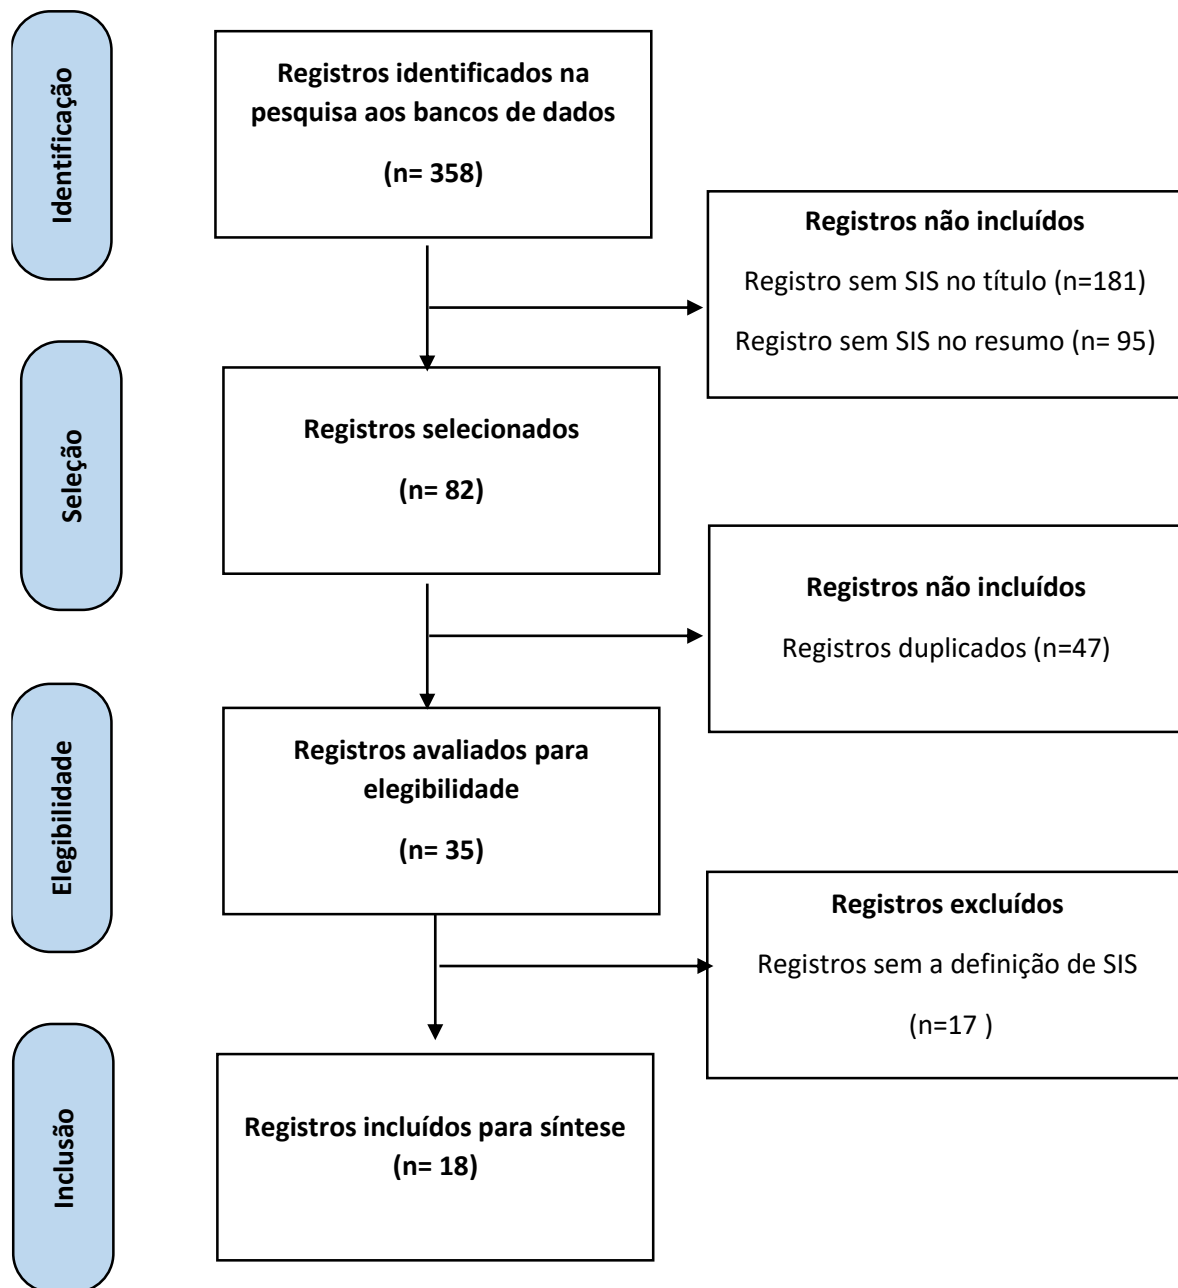 Identificação
Registros identificados na
pesquisa aos bancos de dados
(n= 358)
Registros não incluídos
Registro sem SIS no título (n=181)
Registro sem SIS no resumo (n= 95)
Seleção
Registros selecionados
(n= 82)
Registros não incluídos
Registros duplicados (n=47)
Elegibilidade
Registros avaliados para
elegibilidade
(n= 35)
Registros excluídos
Registros sem a definição de SIS
(n=17 )
Inclusão
Registros incluídos para síntese
(n= 18)